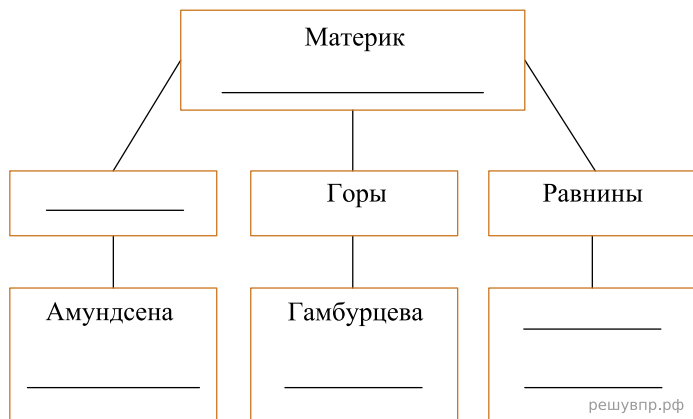 Материк
Горы
Равнины
Амундсена
Гамбурцева
решувпр.рф